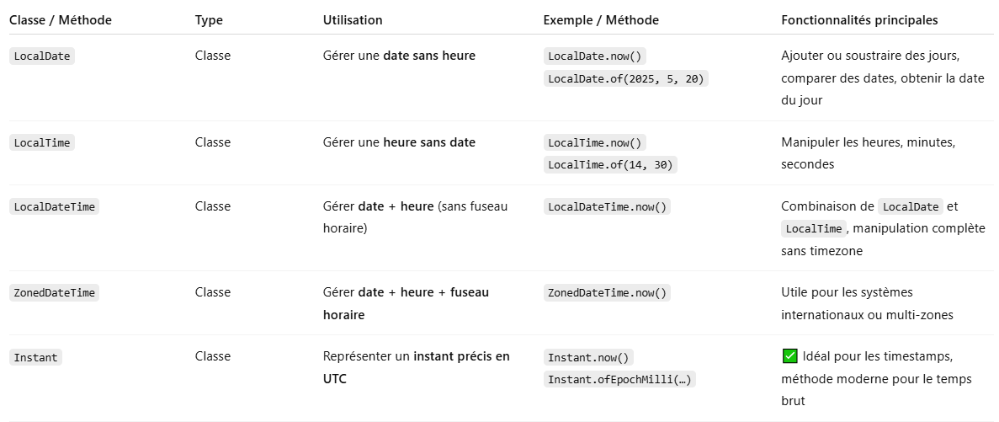 Classe / Méthode Type Utilisation Exemple / Méthode Fonctionnalités principales
LocalDate Classe Gérer une date sans heure LocalDate.now() Ajouter ou soustraire des jours,
LocalDate.of(2025, 5, 20) comparer des dates, obtenir la date
du jour
LocalTime Classe Gérer une heure sans date LocalTime.now() Manipuler les heures, minutes,
LocalTime.of(14, 30) secondes
LocalDateTime Classe Gérer date + heure (sans fuseau LocalDateTime.now() Combinaison de LocalDate et
horaire) LocalTime, manipulation complète
sans timezone
ZonedDateTime Classe Gérer date + heure + fuseau ZonedDateTime.now() Utile pour les systèmes
horaire internationaux ou multi-zones
Instant Classe Représenter un instant précis en Instant.now() ✅ Idéal pour les timestamps,
UTC Instant.ofEpochMilli(…) méthode moderne pour le temps
brut